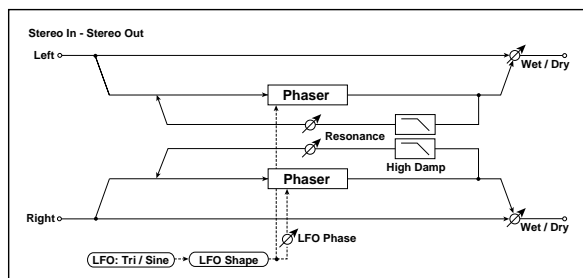 Stereo In - Stereo Out
Left
Wet / Dry
Phaser
Resonance
High Damp
Phaser
Right
Wet / Dry
LFO Phase
LFO: Tri / Sine
LFO Shape